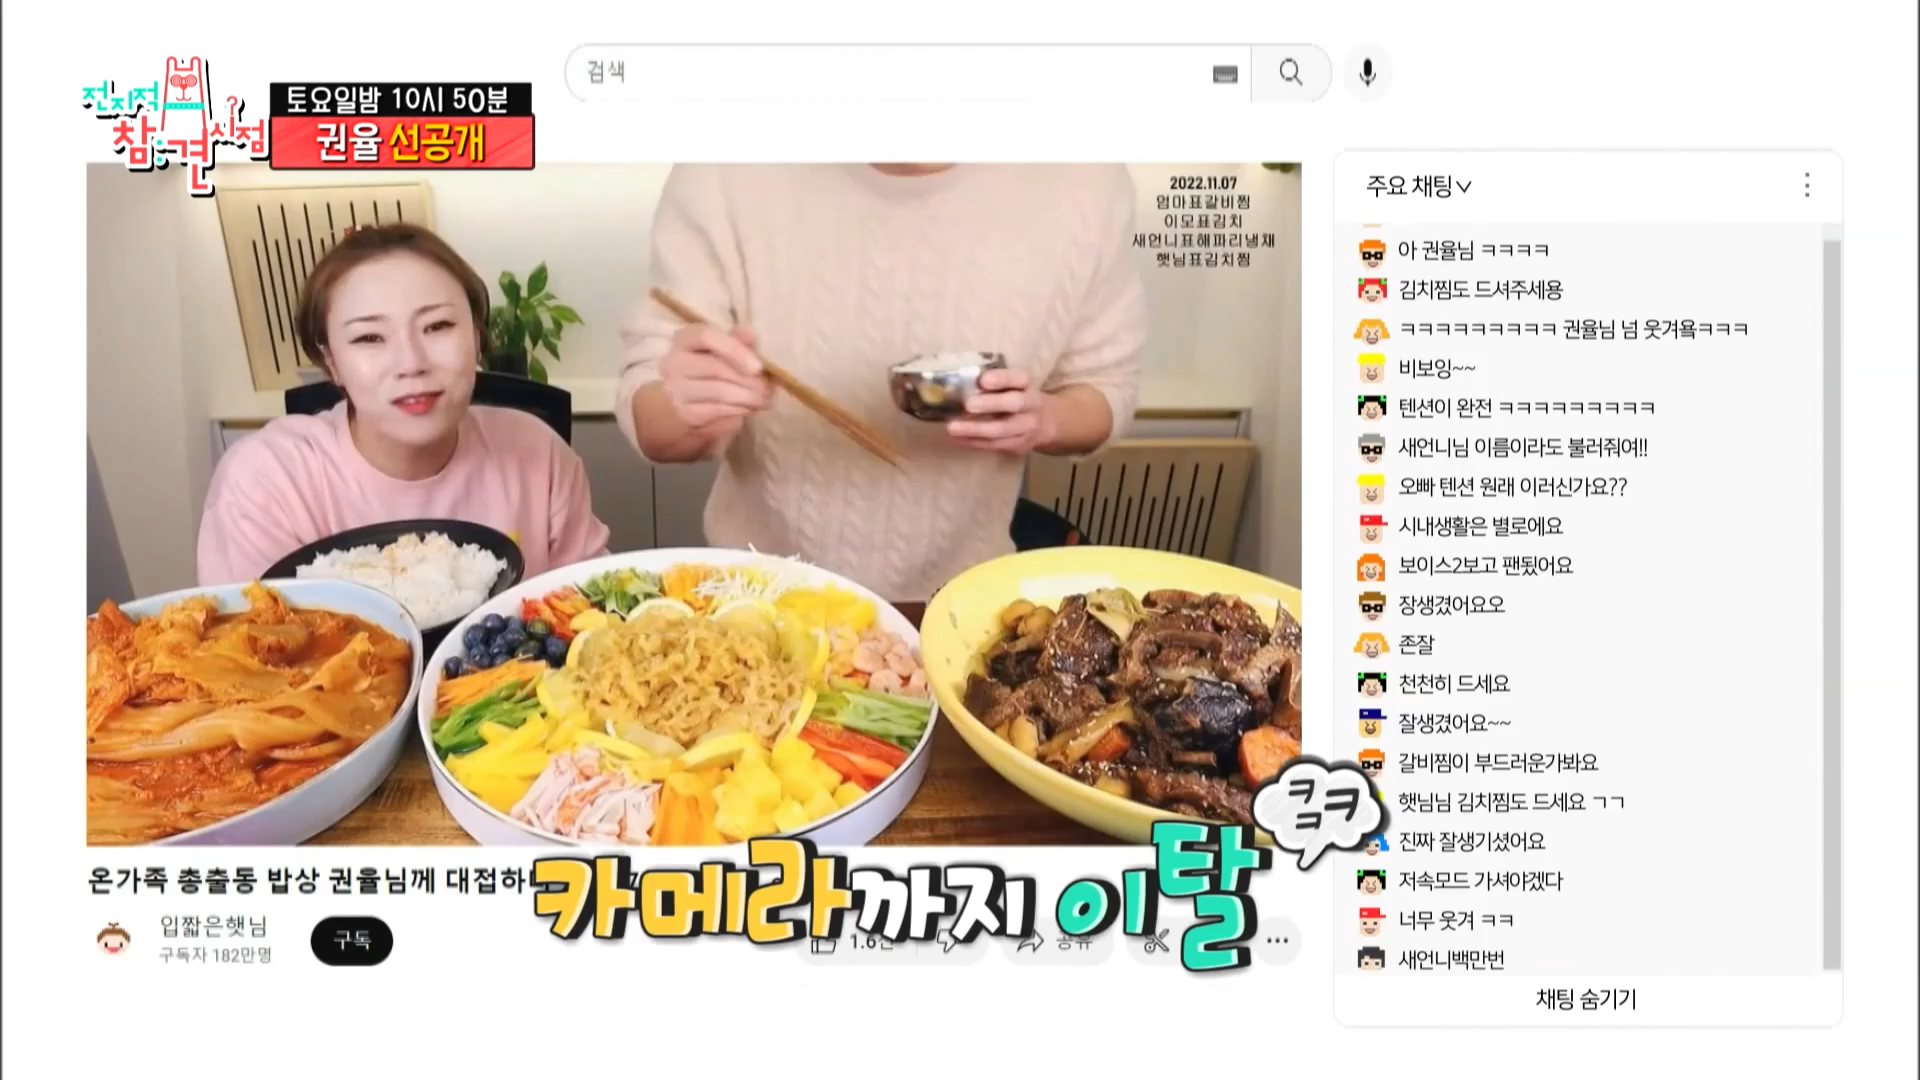 전지적
참견
시점
토요일밤 10시 50분
권율 선공개
검색
2022.11.07
엄마표갈비찜
이모표김치
새언니표해파리냉채
햇님표김치찜
주요 채팅
아 권율님 ㅋㅋㅋㅋ
김치찜도 드셔주세용
ㅋㅋㅋㅋㅋㅋㅋㅋㅋ 권율님 넘 웃겨욬ㅋㅋㅋ
비보잉~~
텐션이 완전 ㅋㅋㅋㅋㅋㅋㅋㅋㅋ
새언니님 이름이라도 불러줘여!!
오빠 텐션 원래 이러신가요??
시내생활은 별로에요
보이스2보고 팬됬어요
장생겼어요오
존잘
천천히 드세요
잘생겼어요~~
갈비찜이 부드러운가봐요
햇님님 김치찜도 드세요 ㄱㄱ
진짜 잘생기셨어요
저속모드 가셔야겠다
너무 웃겨 ㅋㅋ
새언니백만번
채팅 숨기기
ㅋㅋㅋ
카메라까지 이탈
온가족 총출동 밥상 권율님께 대접하
입짧은햇님
구독자 182만명
구독
1.6천
공유